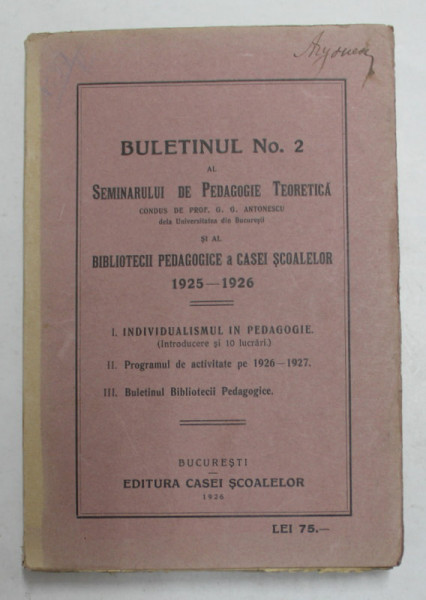 BULETINUL No. 2
AL
SEMINARULUI DE PEDAGOGIE TEORETICĂ
CONDUS DE PROF. G. G. ANTONESCU
dela Universitatea din București
ȘI AL
BIBLIOTECII PEDAGOGICE a CASEI ȘCOALELOR
1925—1926
I. INDIVIDUALISMUL IN PEDAGOGIE.
(Introducere și 10 lucrări.)
II. Programul de activitate pe 1926—1927.
III. Buletinul Bibliotecii Pedagogice.
BUCUREȘTI
EDITURA CASEI ȘCOALELOR
1926
LEI 75.—